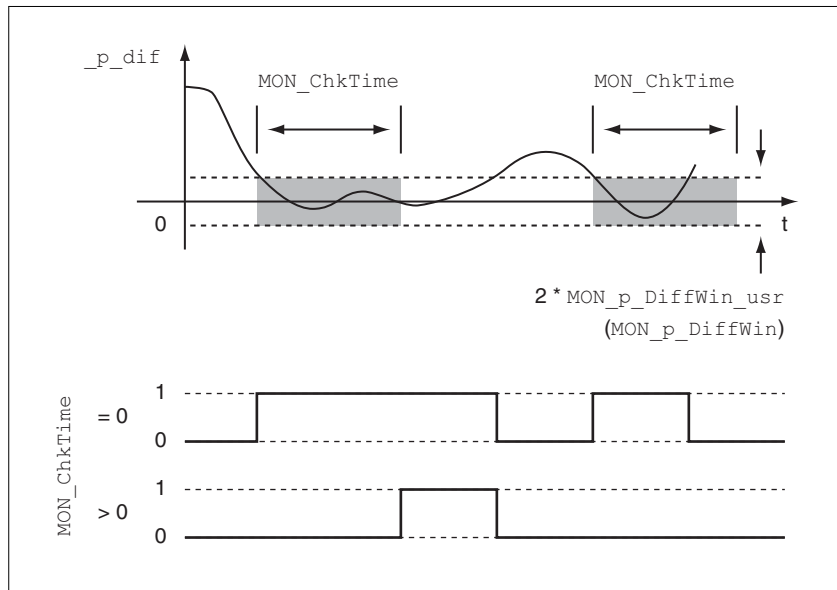 _p_dif
MON_ChkTime
MON_ChkTime
0
t
2 * MON_p_DiffWin_usr
(MON_p_DiffWin)
MON_ChkTime
= 0
1
0
> 0
1
0